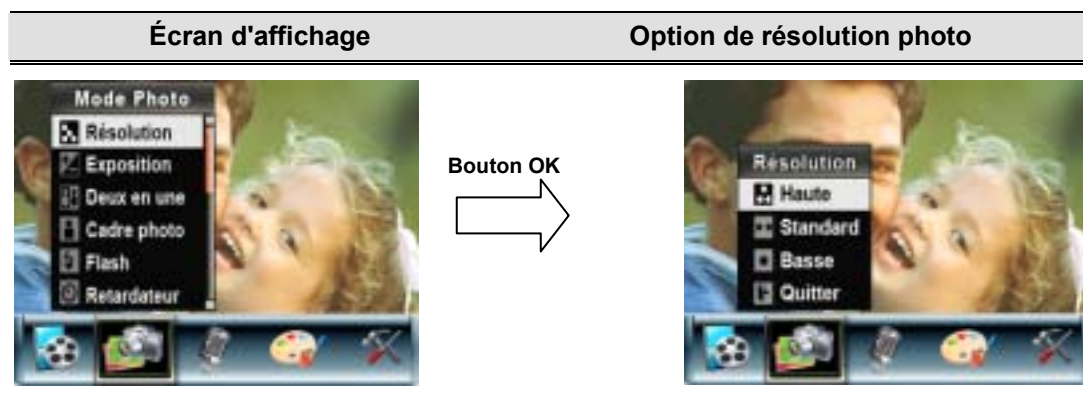 Écran d'affichage
Option de résolution photo
Mode Photo
Résolution
Exposition
Deux en une
Cadre photo
Flash
Retardateur
Bouton OK
Résolution
Haute
Standard
Basse
Quitter